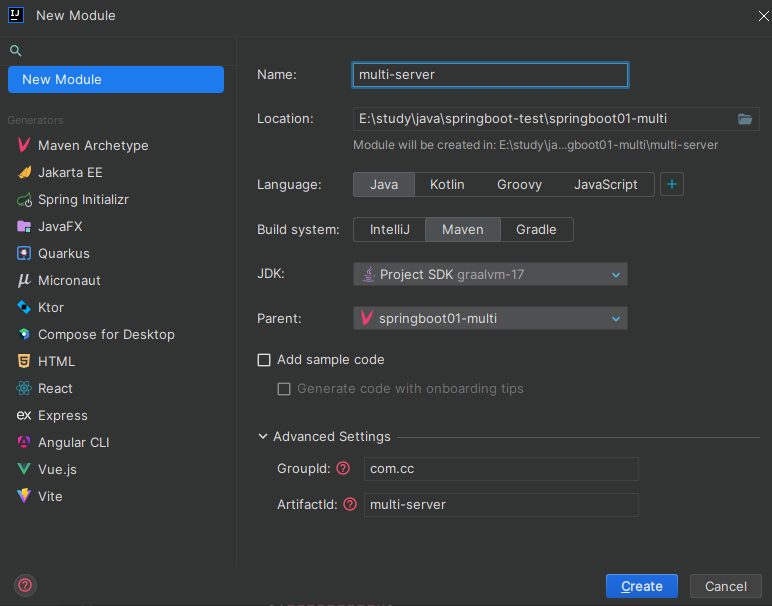 New Module
New Module
Generators
Maven Archetype
Jakarta EE
Spring Initializr
JavaFX
Quarkus
Micronaut
Ktor
Compose for Desktop
HTML
React
Express
Angular CLI
Vue.js
Vite
Name: multi-server
Location: E:\study\java\springboot-test\springboot01-multi
Module will be created in: E:\study\ja...gboot01-multi\multi-server
Language: Java Kotlin Groovy JavaScript +
Build system: IntelliJ Maven Gradle
JDK: Project SDK graalvm-17
Parent: springboot01-multi
Add sample code
Generate code with onboarding tips
Advanced Settings
GroupId: ? com.cc
ArtifactId: ? multi-server
? Create Cancel